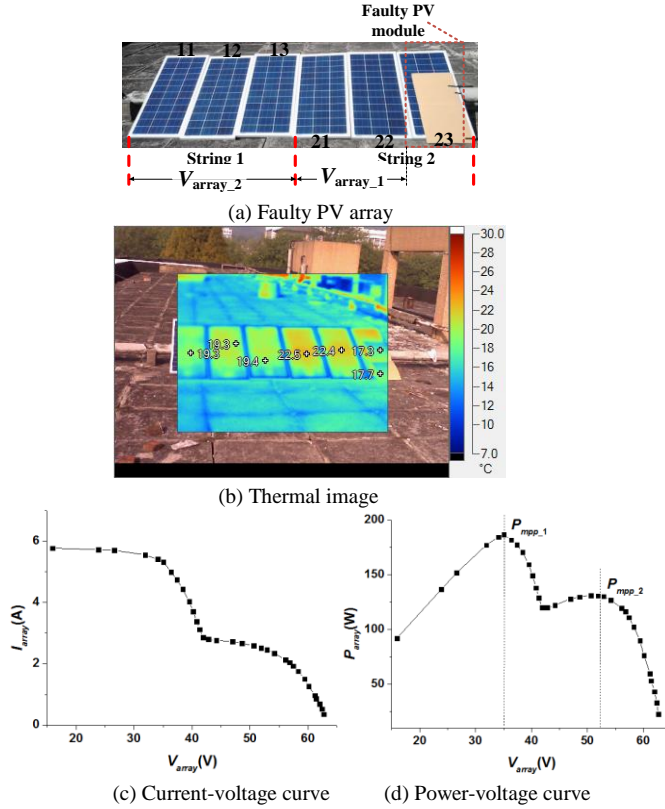 Faulty PV
module
11 12 13
21 22 23
String 1 String 2
Varray_2 Varray_1
(a) Faulty PV array
30.0
28
26
24
22
20
18
16
14
12
10
7.0
°C
19.3 19.3 19.4 22.5 22.4 17.3
17.7
(b) Thermal image
Iarray(A)
6
4
2
0
20 30 40 50 60
Varray(V)
Parray(W)
200
150
100
50
20 30 40 50 60
Varray(V)
Pmpp_1
Pmpp_2
(c) Current-voltage curve (d) Power-voltage curve